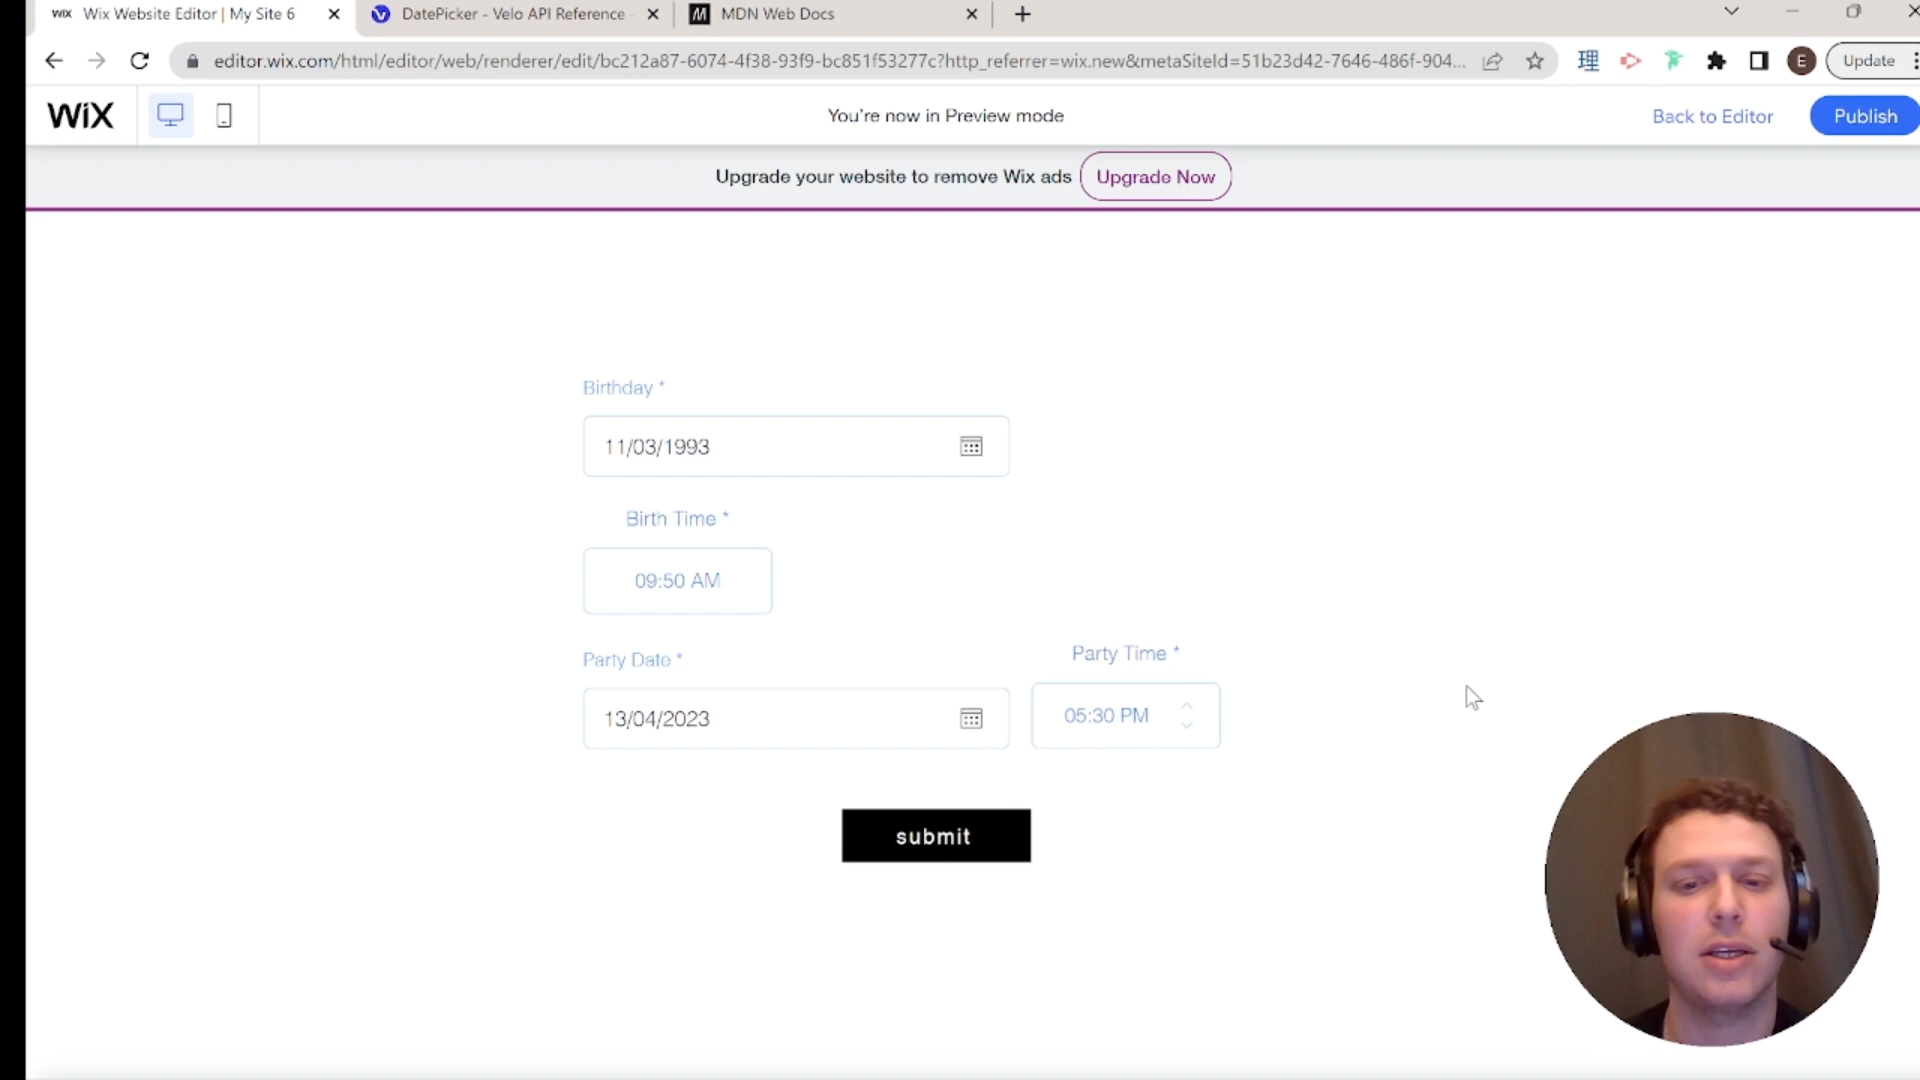 WiX Wix Website Editor | My Site 6
DatePicker - Velo API Reference
M MDN Web Docs
editor.wix.com/html/editor/web/renderer/edit/bc212a87-6074-4f38-93f9-bc851f53277c?http_referrer=wix.new&metaSiteId=51b23d42-7646-486f-904...
理
E
Update
WiX
You're now in Preview mode
Back to Editor
Publish
Upgrade your website to remove Wix ads
Upgrade Now
Birthday *
11/03/1993
Birth Time *
09:50 AM
Party Date *
Party Time *
13/04/2023
05:30 PM
submit